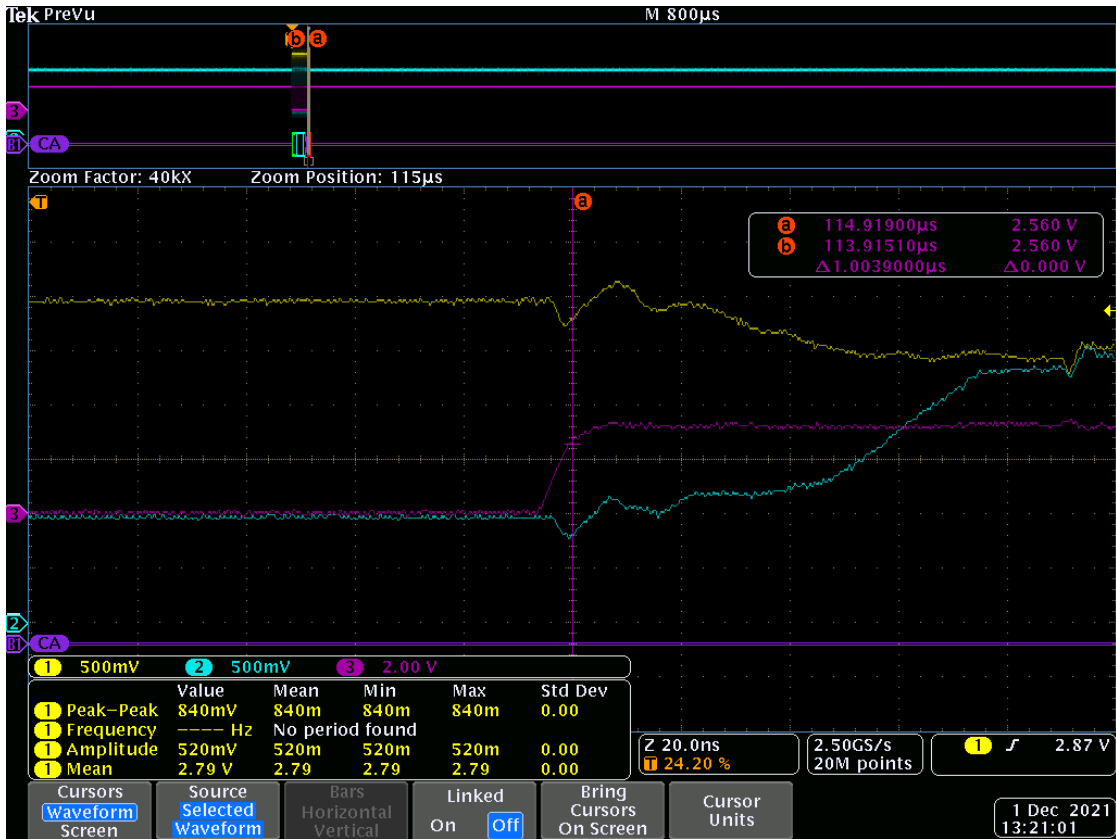 Tek PreVu M 800µs
b a
3
B1 CA
Zoom Factor: 40kX Zoom Position: 115µs
T a
a 114.91900µs 2.560 V
b 113.91510µs 2.560 V
Δ1.0039000µs Δ0.000 V
3
2
B1 CA
1 500mV 2 500mV 3 2.00 V
Value Mean Min Max Std Dev
1 Peak-Peak 840mV 840m 840m 840m 0.00
1 Frequency ---- Hz No period found
1 Amplitude 520mV 520m 520m 520m 0.00
1 Mean 2.79 V 2.79 2.79 2.79 0.00
Z 20.0ns
T 24.20 %
2.50GS/s
20M points
1 2.87 V
Cursors
Waveform
Screen
Source
Selected
Waveform
Bars
Horizontal
Vertical
Linked
On Off
Bring
Cursors
On Screen
Cursor
Units
1 Dec 2021
13:21:01